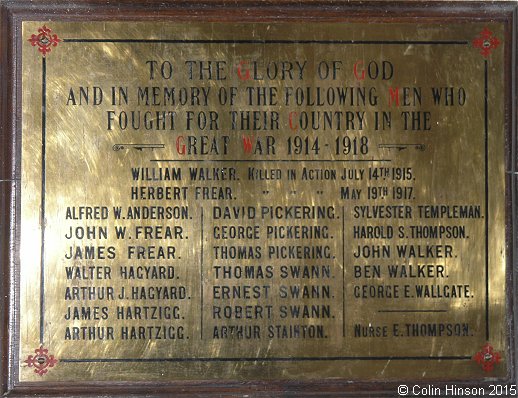 TO THE GLORY OF GOD
AND IN MEMORY OF THE FOLLOWING MEN WHO
FOUGHT FOR THEIR COUNTRY IN THE
GREAT WAR 1914-1918
WILLIAM WALKER. KILLED IN ACTION JULY 14TH 1915.
HERBERT FREAR. " " " MAY 19TH 1917.
ALFRED W. ANDERSON.
JOHN W. FREAR.
JAMES FREAR.
WALTER HAGYARD.
ARTHUR J. HAGYARD.
JAMES HARTZIGG.
ARTHUR HARTZIGG.
DAVID PICKERING.
GEORGE PICKERING.
THOMAS PICKERING.
THOMAS SWANN.
ERNEST SWANN.
ROBERT SWANN.
ARTHUR STAINTON.
SYLVESTER TEMPLEMAN.
HAROLD S. THOMPSON.
JOHN WALKER.
BEN WALKER.
GEORGE E. WALLGATE.
NURSE E. THOMPSON.
© Colin Hinson 2015